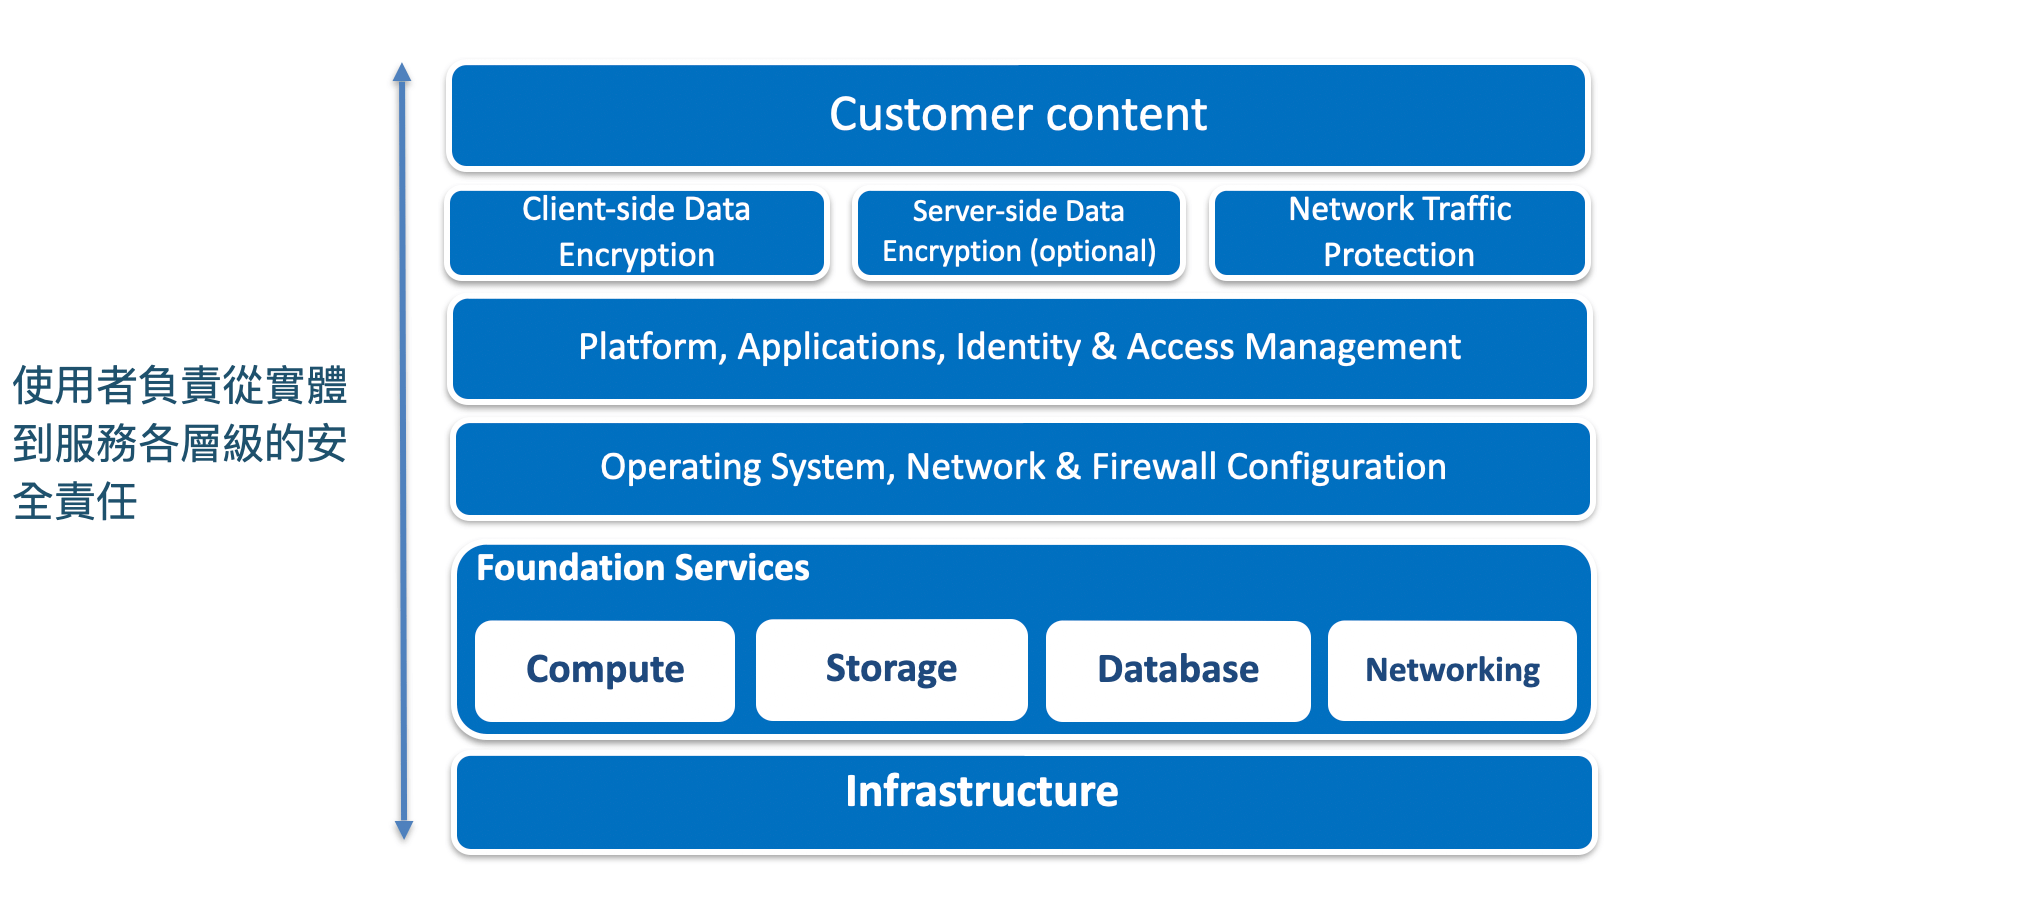 Customer content
Client-side Data
Encryption
Server-side Data
Encryption (optional)
Network Traffic
Protection
Platform, Applications, Identity & Access Management
使用者負責從實體
到服務各層級的安
全責任
Operating System, Network & Firewall Configuration
Foundation Services
Compute
Storage
Database
Networking
Infrastructure